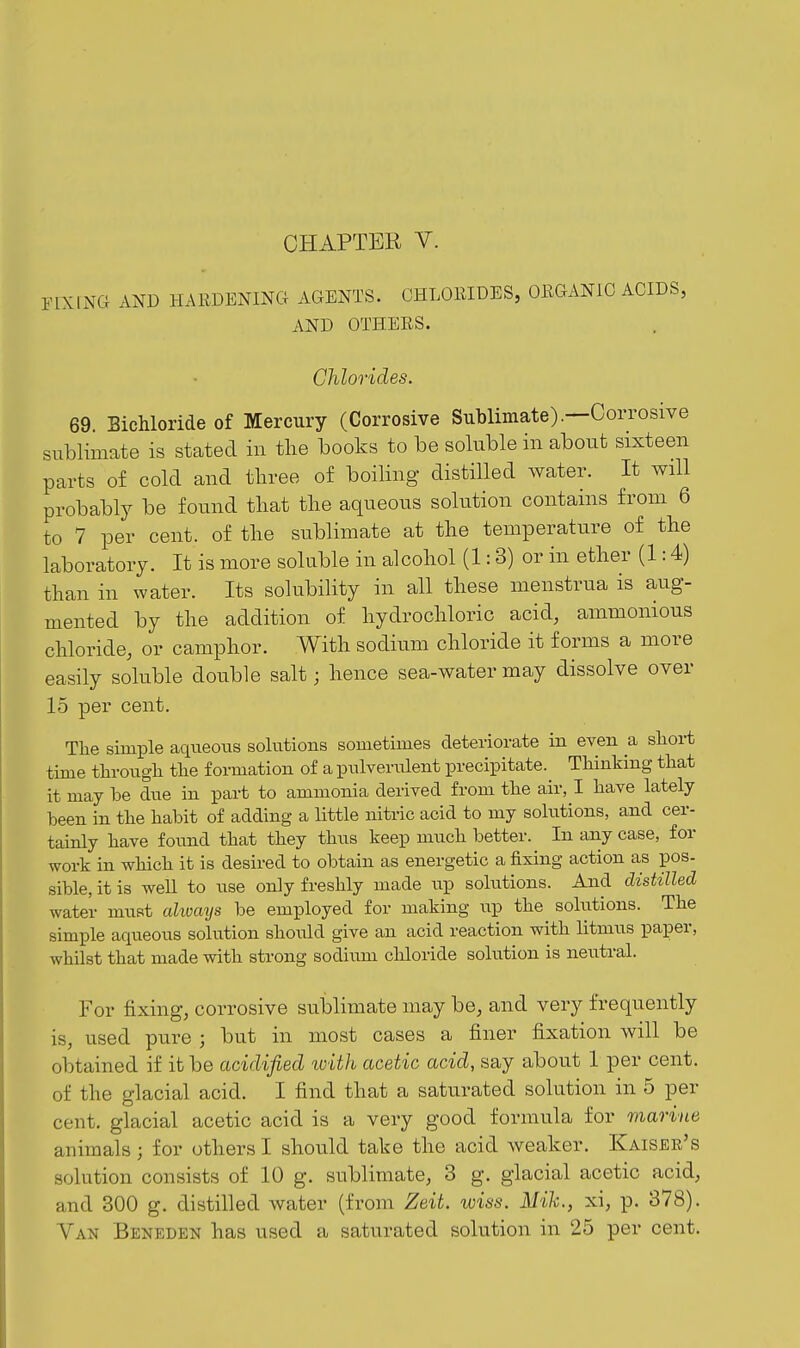 CHAPTER V.
FIXING AND HARDENING AGENTS. CHLORIDES, ORGANIC ACIDS,
AND OTHERS.
Chlorides.
69. Bichloride of Mercury (Corrosive Sublimate).—Corrosive
sublimate is stated in the books to be soluble in about sixteen
parts of cold and three of boiling distilled water. It will
probably be found that the aqueous solution contains from 6
to 7 per cent. of the sublimate at the temperature of the
laboratory. It is more soluble in alcohol (1:3) or in ether (1:4)
than in water. Its solubility in all these menstrua is aug-
mented by the addition of hydrochloric acid, ammonious
chloride, or camphor. With sodium chloride it forms a more
easily soluble double salt; hence sea-water may dissolve over
15 per cent.
The simple aqueous solutions sometimes deteriorate in even a short
time through the formation of a pulverulent precipitate. Thinking that
it may be due in part to ammonia derived from the air, I have lately
been in the habit of adding a little nitric acid to my solutions, and cer-
tainly have found that they thus keep much better. In any case, for
work in which it is desired to obtain as energetic a fixing action as pos-
sible, it is well to use only freshly made up solutions. And distilled
water must always be employed for making up the solutions. The
simple aqueous solution should give an acid reaction with litmus paper,
whilst that made with strong sodium chloride solution is neutral.
For fixing, corrosive sublimate may be, and very frequently
is, used pure; but in most cases a finer fixation will be
obtained if it be acidified with acetic acid, say about 1 per cent.
of the glacial acid. I find that a saturated solution in 5 per
cent. glacial acetic acid is a very good formula for marine
animals; for others I should take the acid weaker. KAISER'S
solution consists of 10 g. sublimate, 3 g. glacial acetic acid,
and 300 g. distilled water (from Zeit. wiss. Mik., xi, p. 378).
VAN BENEDEN has used a saturated solution in 25 per cent.